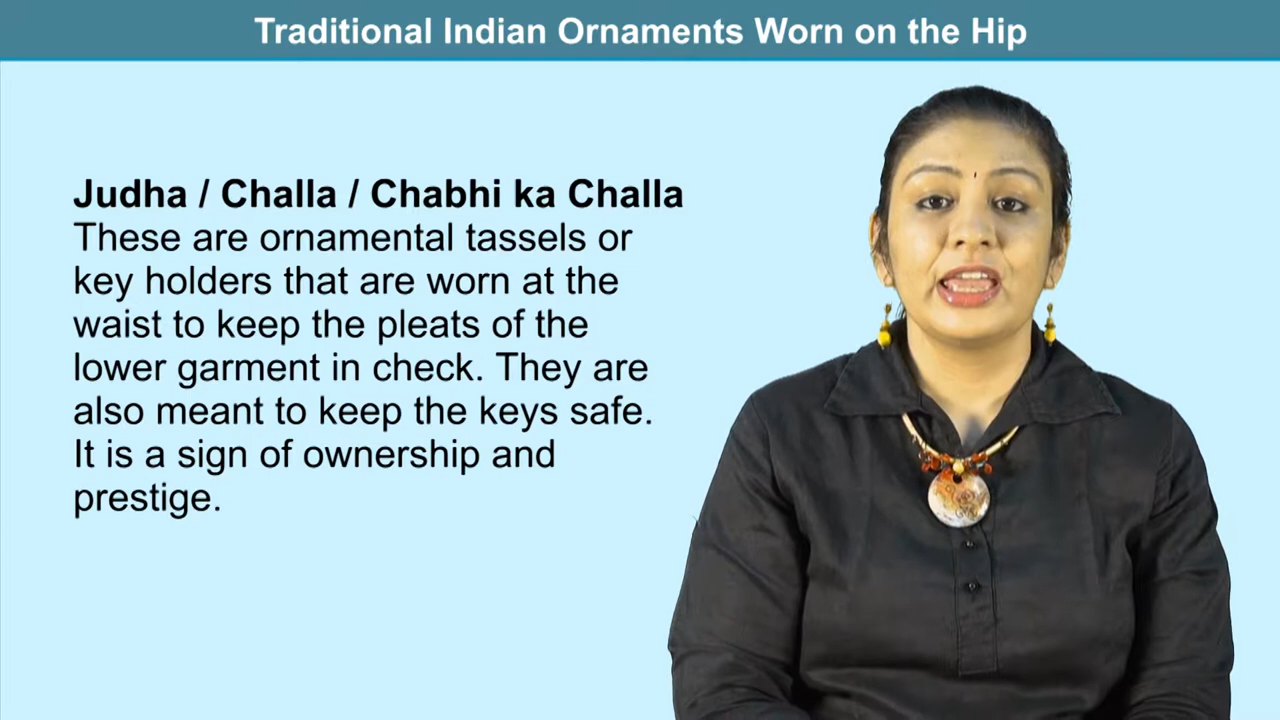 Traditional Indian Ornaments Worn on the Hip
Judha / Challa / Chabhi ka Challa
These are ornamental tassels or
key holders that are worn at the
waist to keep the pleats of the
lower garment in check. They are
also meant to keep the keys safe.
It is a sign of ownership and
prestige.